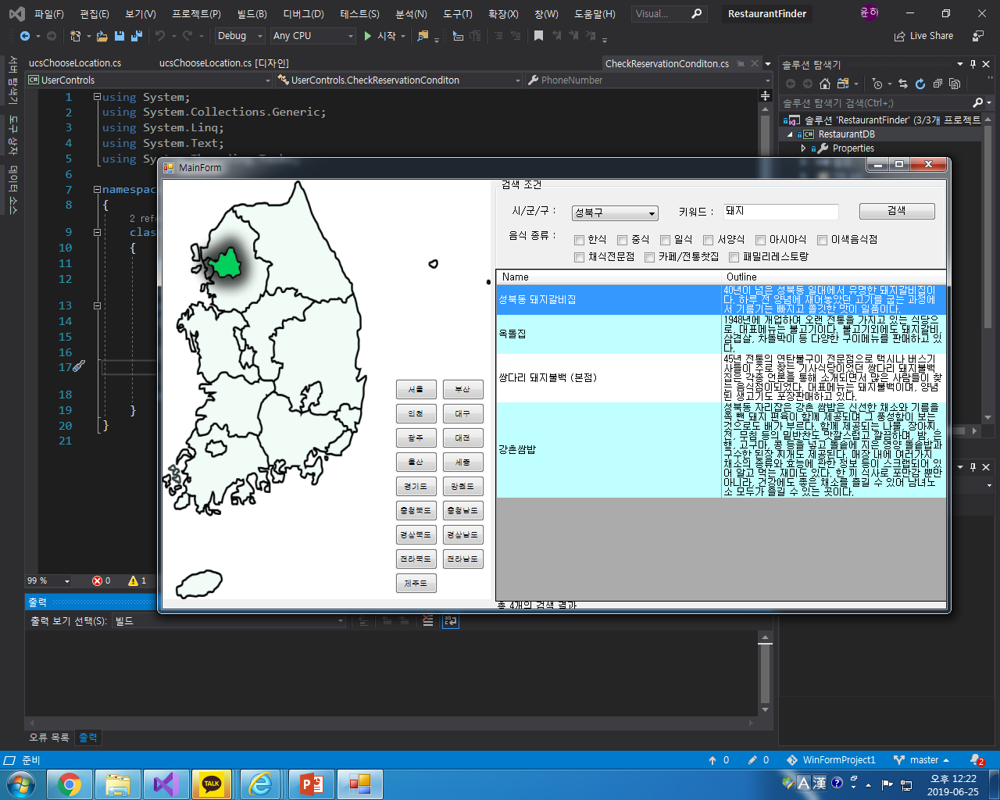 파일(F) 편집(E) 보기(V) 프로젝트(P) 빌드(B) 디버그(D) 테스트(S) 분석(N) 도구(T) 확장(X) 창(W) 도움말(H) Visual... RestaurantFinder 윤하
Debug Any CPU 시작 Live Share
ucsChooseLocation.cs ucsChooseLocation.cs [디자인] CheckReservationConditon.cs
UserControls UserControls.CheckReservationConditon PhoneNumber
서버 탐색기
도구 상자
데이터 소스
1 using System;
2 using System.Collections.Generic;
3 using System.Linq;
4 using System.Text;
5 using
6
7 namespac
8 {
2 refe
9 clas
10 {
11
12
13
14
15
16
17
18
19 }
20 }
21
솔루션 탐색기
솔루션 탐색기 검색(Ctrl+;)
솔루션 'RestaurantFinder' (3/3개 프로젝트
RestaurantDB
Properties
MainForm
검색 조건
시/군/구 : 성북구 키워드 : 돼지 검색
음식 종류 : 한식 중식 일식 서양식 아시아식 이색음식점
채식전문점 카페/전통찻집 패밀리레스토랑
Name Outline
성북동 돼지갈비집
40년이 넘은 성북동 일대에서 유명한 돼지갈비집이
다. 하루 전 양념에 재어놓았던 고기를 굽는 과정에
서 기름기는 빠지고 쫄깃한 맛이 일품이다.
옥돌집
1948년에 개업하여 오랜 전통을 가지고 있는 식당으
로, 대표메뉴는 불고기이다. 불고기외에도 돼지갈비,
삼겹살, 차돌박이 등 다양한 구이메뉴를 판매하고 있
다.
쌍다리 돼지불백 (본점)
45년 전통의 연탄불구이 전문점으로 택시나 버스기
사들이 주로 찾는 기사식당이었던 쌍다리 돼지불백
집은 각종 언론을 통해 소개되면서 많은 사람들이 찾
는 음식점이되었다. 대표메뉴는 돼지불백이며, 양념
된 생고기도 포장판매하고 있다.
강촌쌈밥
성북동 자리잡은 강촌 쌈밥은 신선한 채소와 기름을
쪽 뺀 돼지 편육이 함께 제공되며 그 풍성함이 보는
것으로도 배가 부르다. 함께 제공되는 나물, 장아찌,
전, 무침 등의 밑반찬도 맛깔스럽고 깔끔하며, 밤, 은
행, 고구마, 콩 등을 넣고 돌솥에 지은 영양 돌솥밥과
구수한 된장 찌개도 제공된다. 매장 내에 여러가지
채소의 종류와 효능에 관한 정보 등이 스크랩되어 있
어 알고 먹는 재미도 있다. 한 끼 식사로 포만감 뿐만
아니라, 건강에도 좋은 채소를 즐길 수 있어 남녀노
소 모두가 즐길 수 있는 곳이다.
총 4개의 검색 결과
서울 부산
인천 대구
광주 대전
울산 세종
경기도 강원도
충청북도 충청남도
경상북도 경상남도
전라북도 전라남도
제주도
99 % 0 1
출력
출력 보기 선택(S): 빌드
오류 목록 출력
준비 0 0 WinFormProject1 master 2
TALK A 漢 오후 12:22
2019-06-25